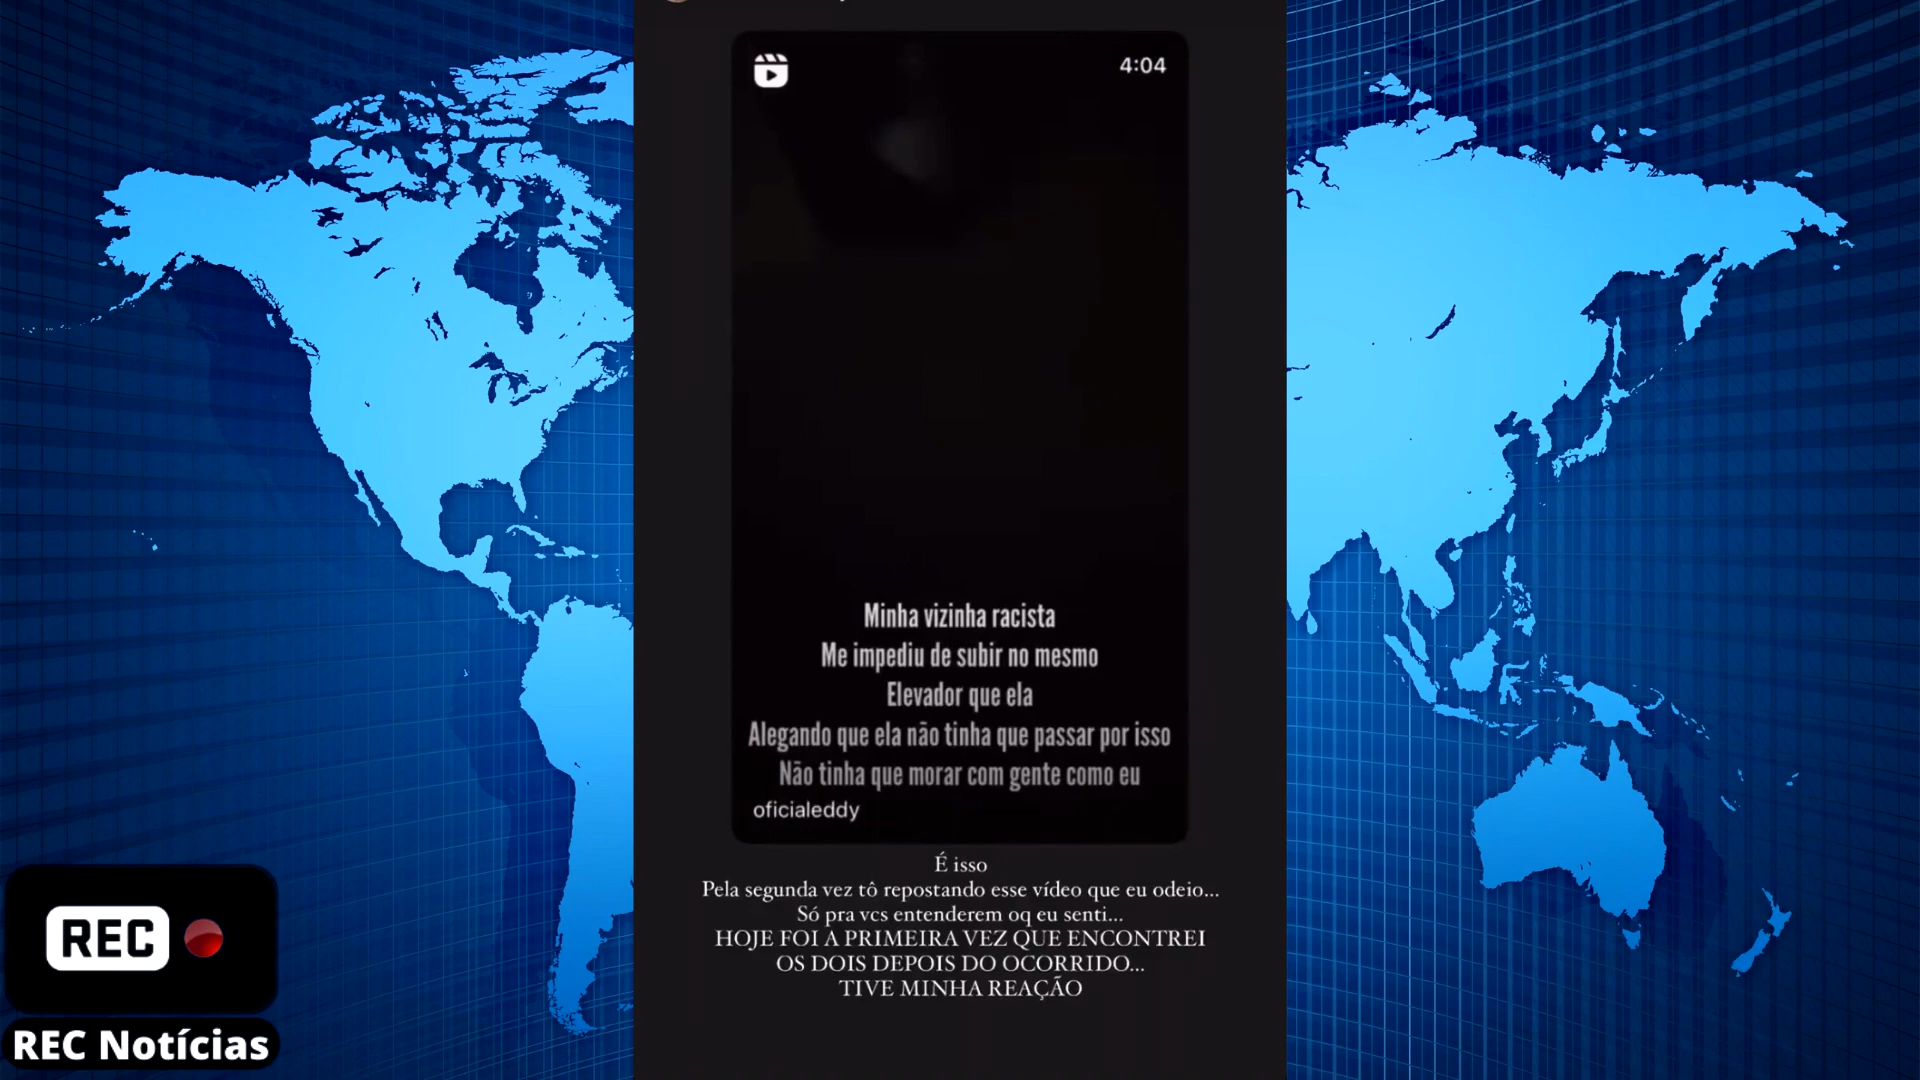 4:04
Minha vizinha racista
Me impediu de subir no mesmo
Elevador que ela
Alegando que ela não tinha que passar por isso
Não tinha que morar com gente como eu
oficialeddy
É isso
Pela segunda vez tô repostando esse vídeo que eu odeio...
Só pra vcs entenderem oq eu senti...
HOJE FOI A PRIMEIRA VEZ QUE ENCONTREI
OS DOIS DEPOIS DO OCORRIDO...
TIVE MINHA REAÇÃO
REC
REC Notícias